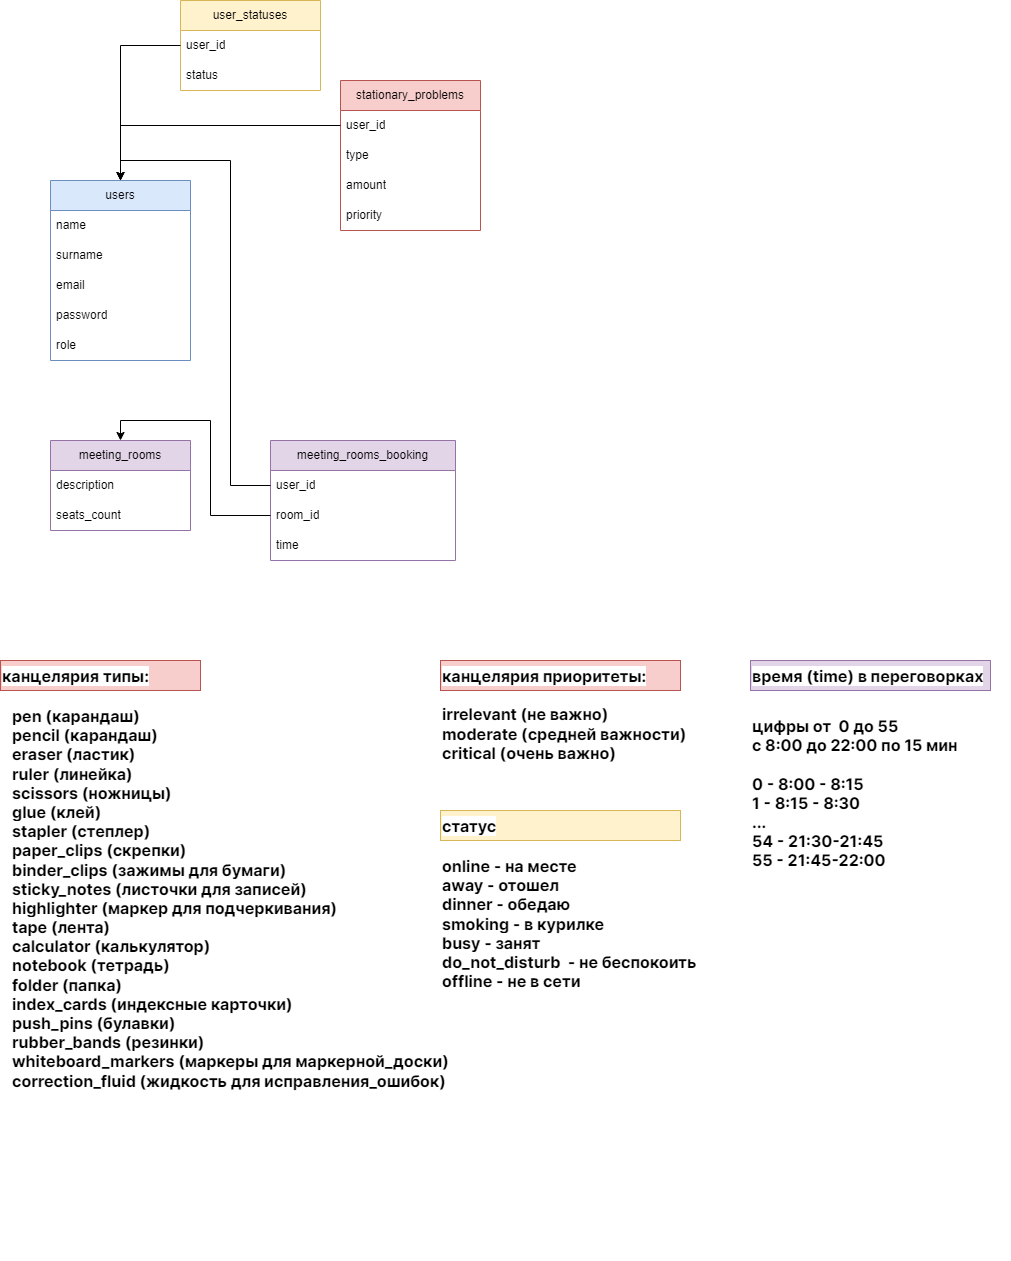 user_statuses
user_id
status
stationary_problems
user_id
type
amount
priority
users
name
surname
email
password
role
meeting_rooms
description
seats_count
meeting_rooms_booking
user_id
room_id
time
канцелярия типы:
pen (карандаш)
pencil (карандаш)
eraser (ластик)
ruler (линейка)
scissors (ножницы)
glue (клей)
stapler (степлер)
paper_clips (скрепки)
binder_clips (зажимы для бумаги)
sticky_notes (листочки для записей)
highlighter (маркер для подчеркивания)
tape (лента)
calculator (калькулятор)
notebook (тетрадь)
folder (папка)
index_cards (индексные карточки)
push_pins (булавки)
rubber_bands (резинки)
whiteboard_markers (маркеры для маркерной_доски)
correction_fluid (жидкость для исправления_ошибок)
канцелярия приоритеты:
irrelevant (не важно)
moderate (средней важности)
critical (очень важно)
статус
online - на месте
away - отошел
dinner - обедаю
smoking - в курилке
busy - занят
do_not_disturb  - не беспокоить
offline - не в сети
время (time) в переговорках
цифры от  0 до 55
с 8:00 до 22:00 по 15 мин
0 - 8:00 - 8:15
1 - 8:15 - 8:30
...
54 - 21:30-21:45
55 - 21:45-22:00